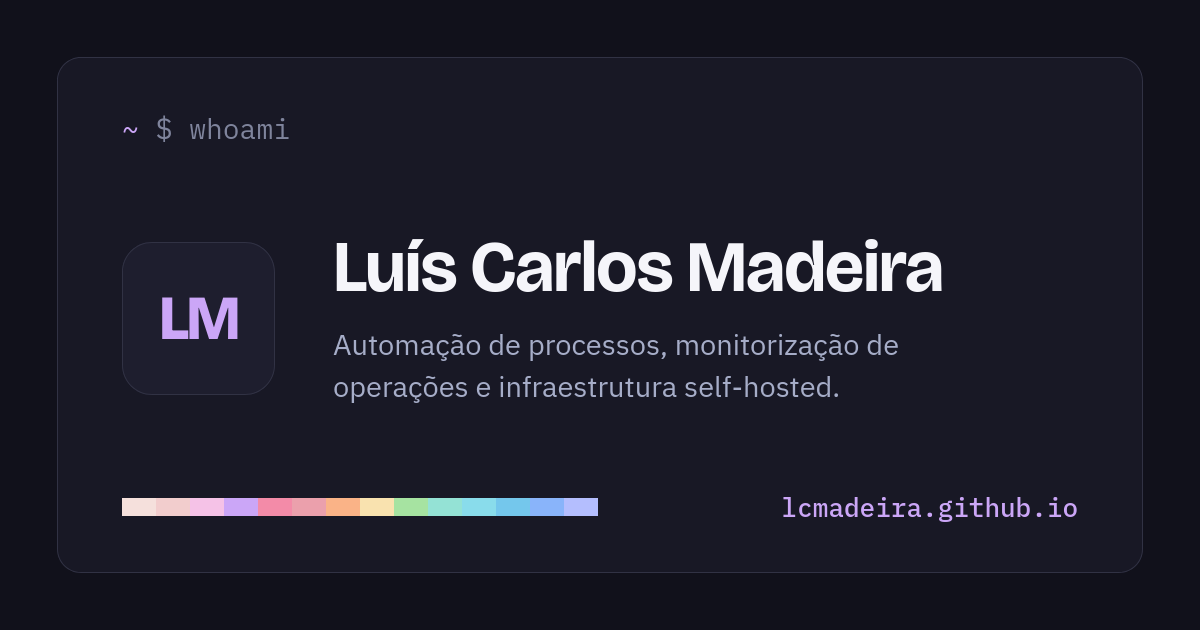 ~ $ whoami
LM
Luís Carlos Madeira
Automação de processos, monitorização de
operações e infraestrutura self-hosted.
lcmadeira.github.io